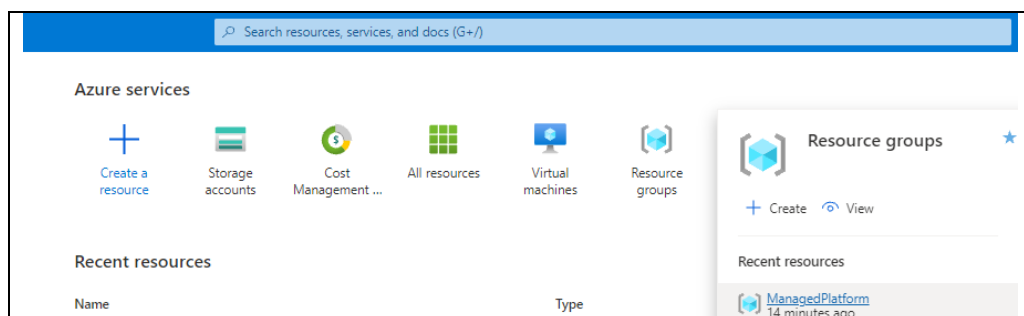 Search resources, services, and docs (G+/)
Azure services
Create a resource
Storage accounts
Cost Management ...
All resources
Virtual machines
Resource groups
Resource groups
Create
View
Recent resources
Recent resources
Name
Type
ManagedPlatform
14 minutes ago